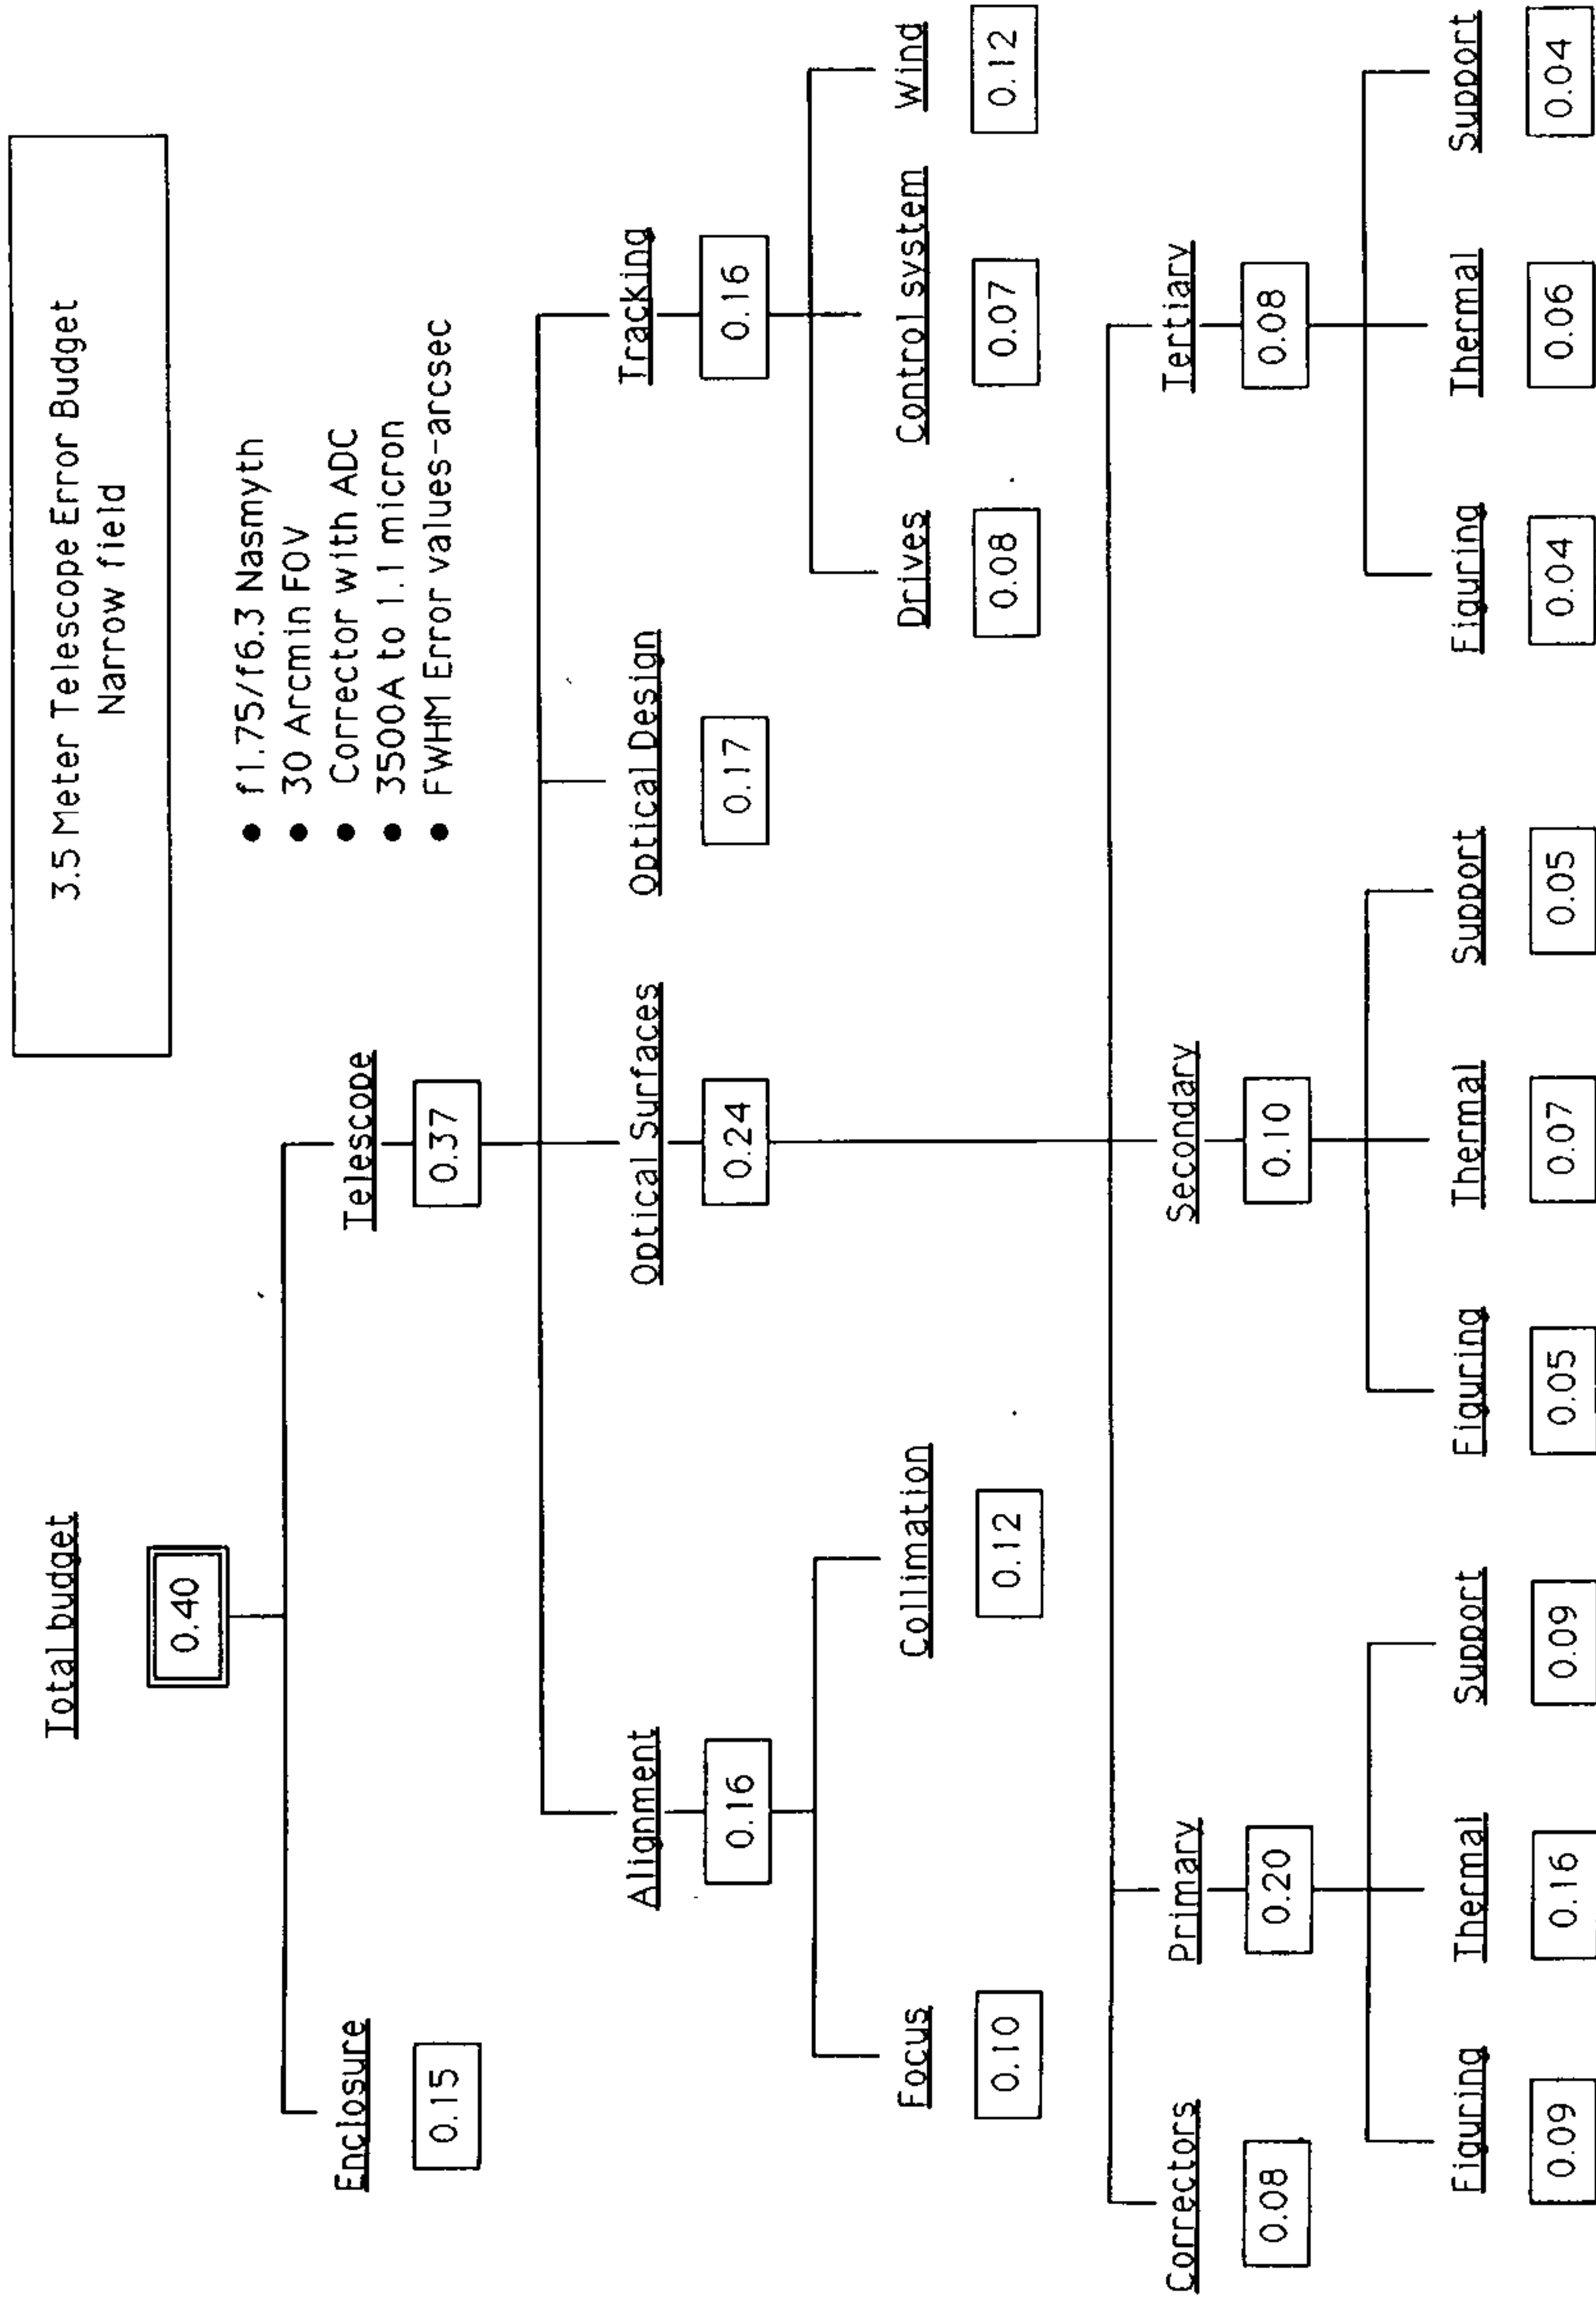 3.5 Meter Telescope Error Budget
Narrow field
● f1.75/f6.3 Nasmyth
● 30 Arcmin FOV
● Corrector with ADC
● 3500A to 1.1 micron
● FWHM Error values-arcsec
Total budget
0.40
Enclosure
Telescope
0.15
0.37
Alignment
Optical Surfaces
Optical Design
Tracking
0.16
0.24
0.17
0.16
Focus
Collimation
Drives
Control system
Wind
0.10
0.12
0.08
0.07
0.12
Correctors
Primary
Secondary
Tertiary
0.08
0.20
0.10
0.08
Figuring
Thermal
Support
Figuring
Thermal
Support
Figuring
Thermal
Support
0.09
0.16
0.09
0.05
0.07
0.05
0.04
0.06
0.04